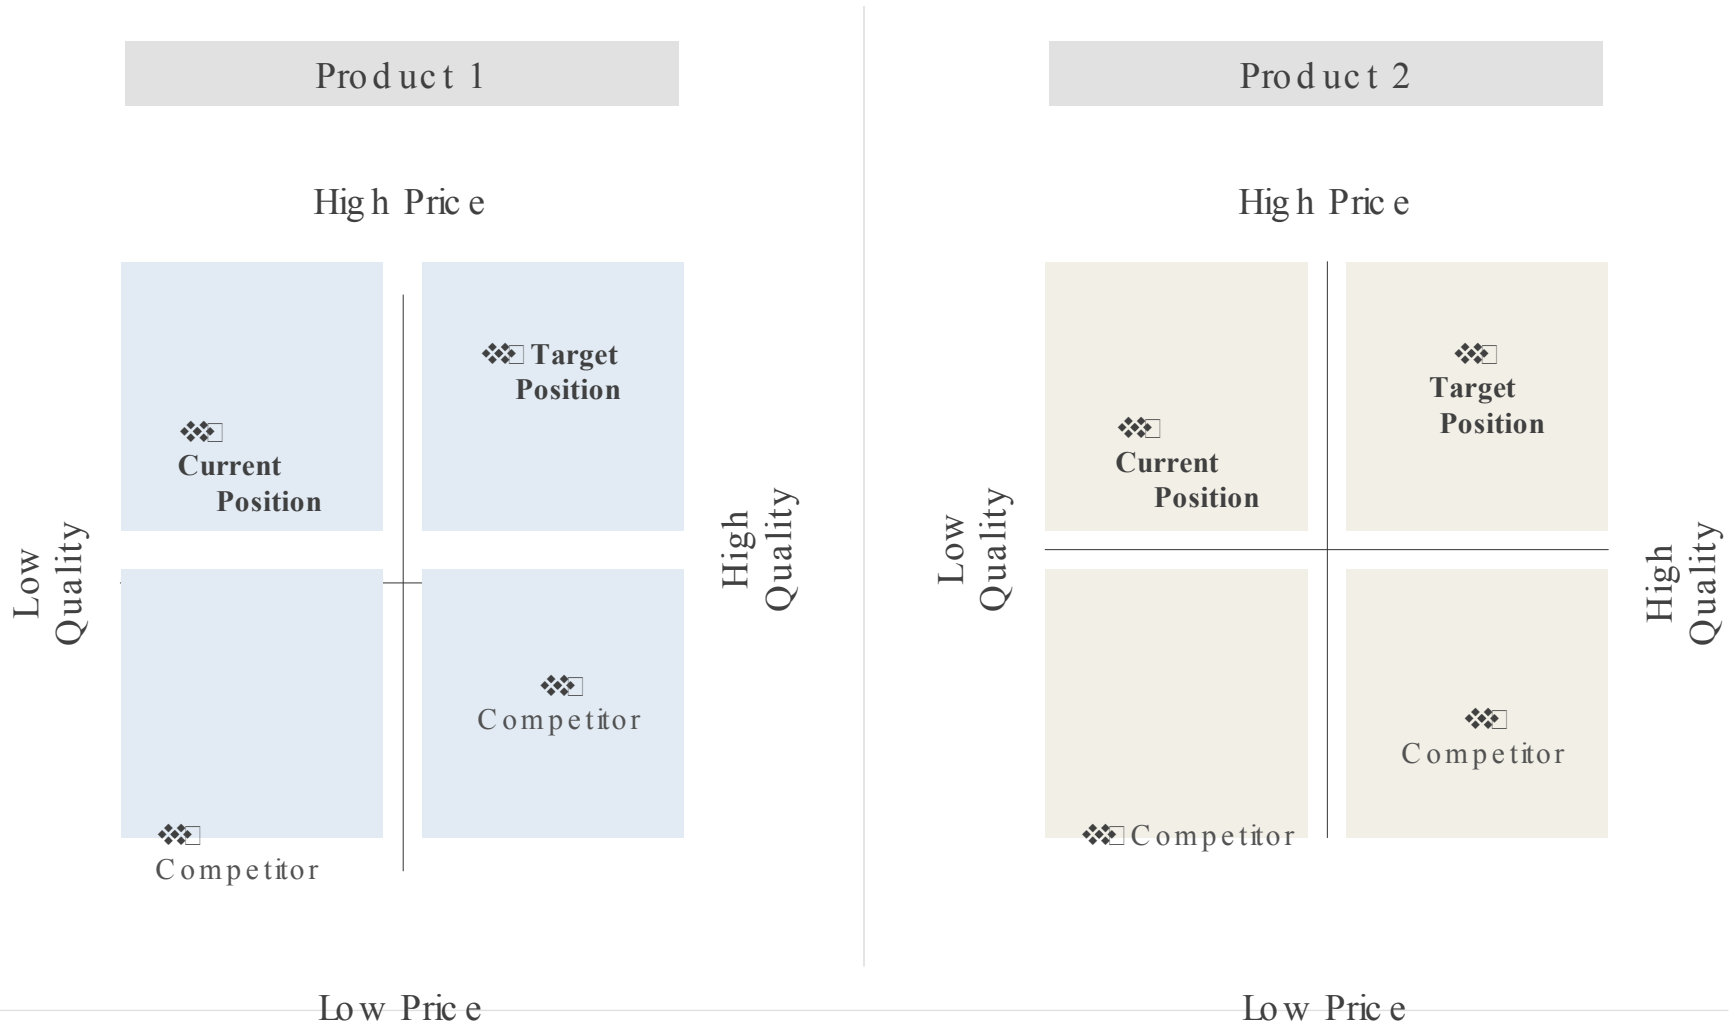 Product 1
High Price
Target
Position
Current
Position
Low
Quality
High
Quality
Competitor
Competitor
Low Price
Product 2
High Price
Target
Position
Current
Position
Low
Quality
High
Quality
Competitor
Competitor
Low Price